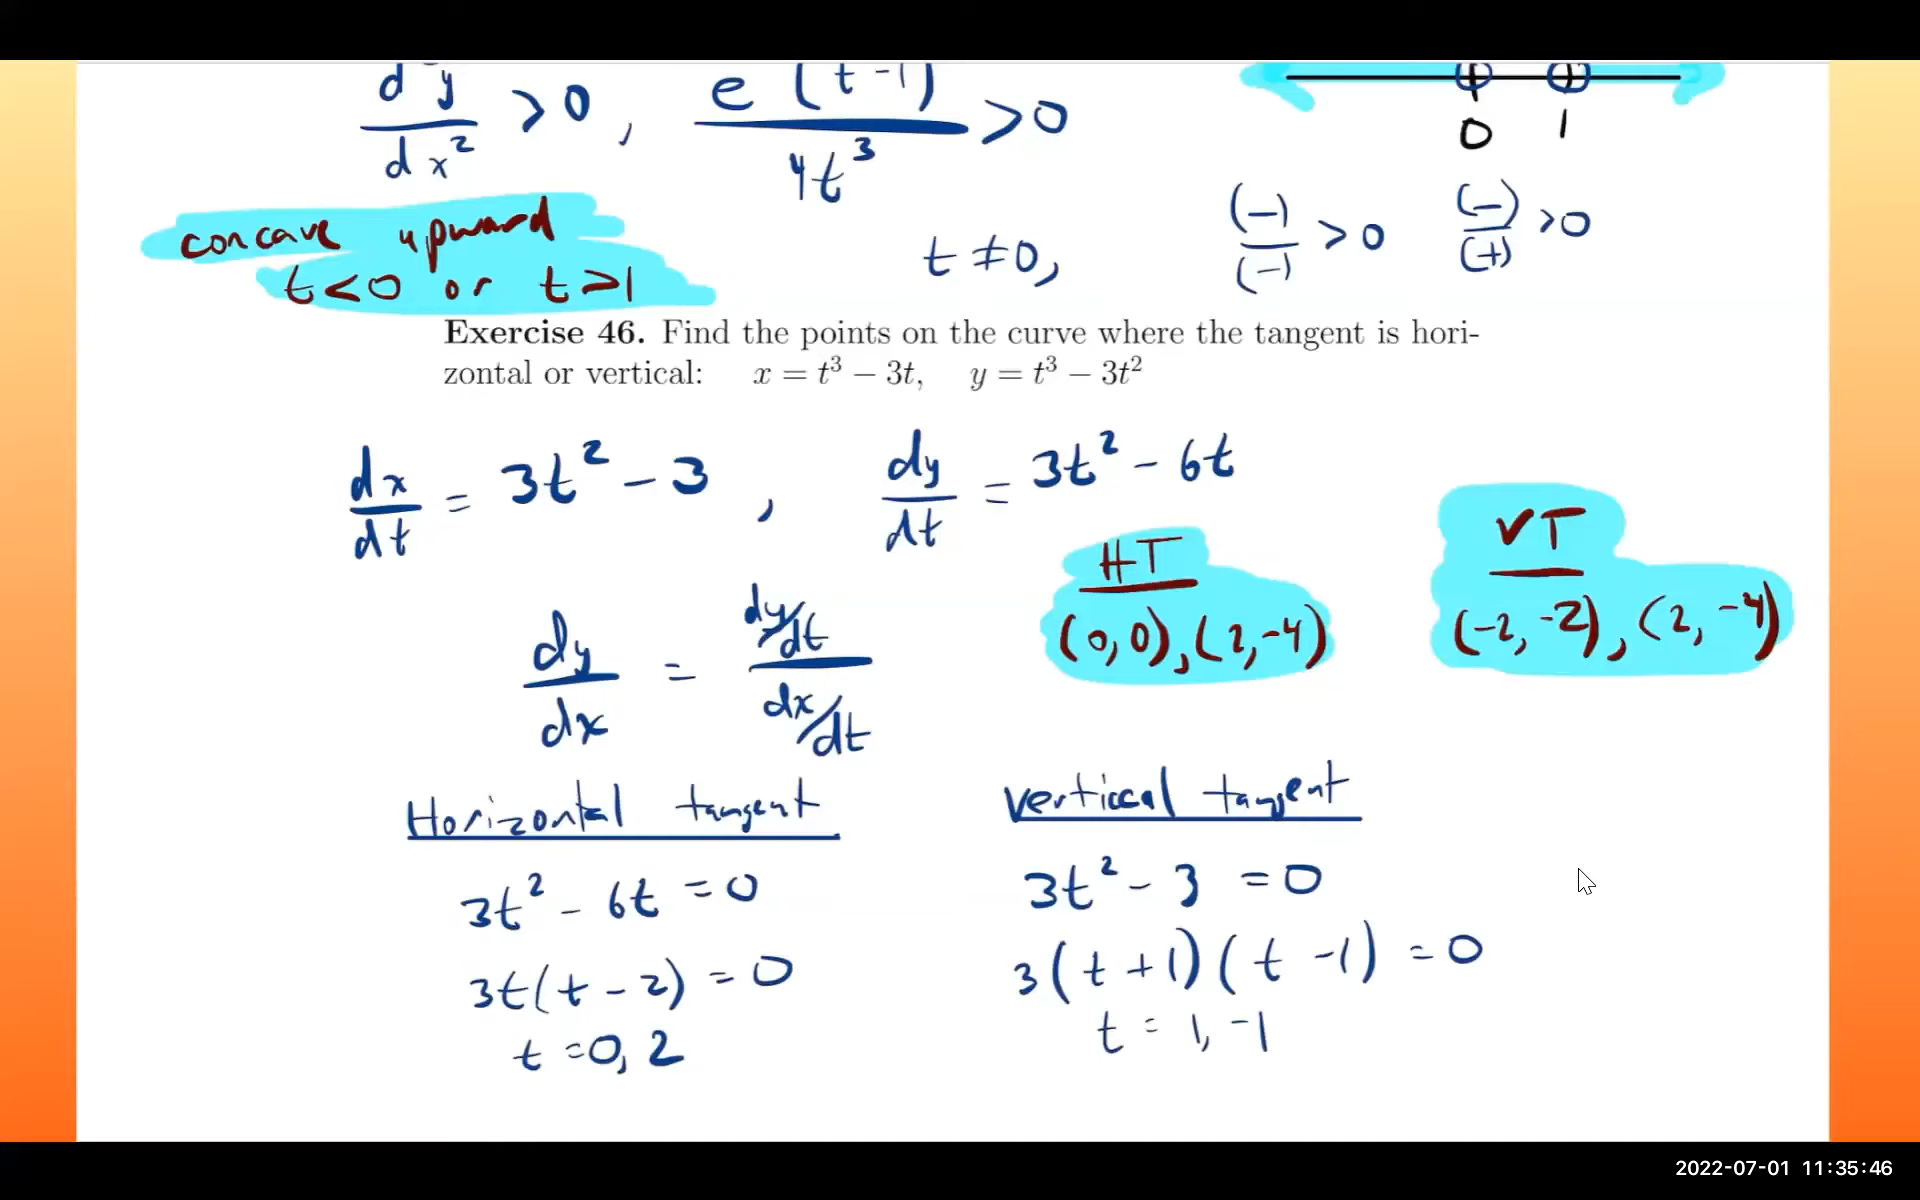 dy/dx² > 0, e (t-1)/4t³ > 0
0 1
concave upward
t<0 or t>1
t ≠ 0,
(-)/(-) > 0 (-)/(+) > 0
Exercise 46. Find the points on the curve where the tangent is hori-
zontal or vertical: x = t³ − 3t, y = t³ − 3t²
dx/dt = 3t² - 3, dy/dt = 3t² - 6t
HT
(0,0), (2,-4)
VT
(-2,-2), (2,-4)
dy/dx = dy/dt / dx/dt
Horizontal tangent
3t² - 6t = 0
3t(t-2) = 0
t = 0, 2
Verticcal tangent
3t² - 3 = 0
3(t+1)(t-1) = 0
t = 1, -1
2022-07-01 11:35:46